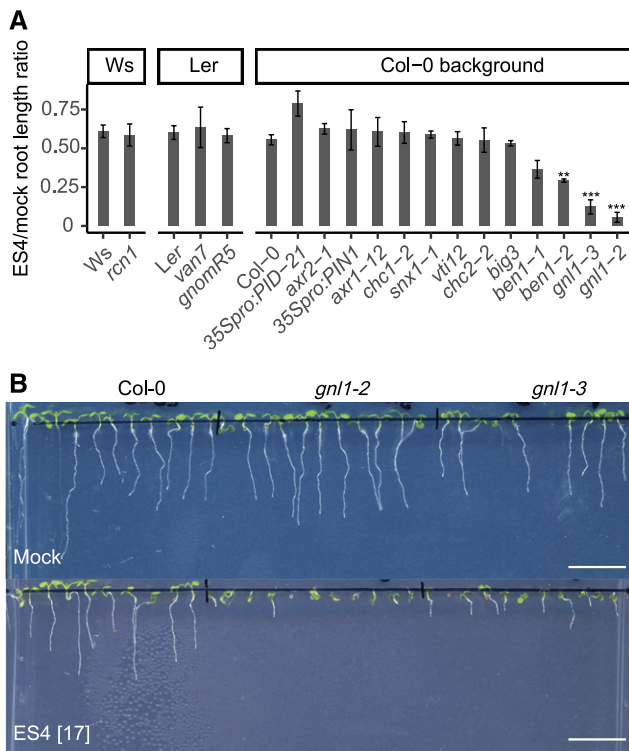 A
Ws
Ler
Col−0 background
ES4/mock root length ratio
0.75
0.50
0.25
0
**
***
***
Ws
rcn1
Ler
van7
gnomR5
Col−0
35Spro:PID−21
axr2−1
35Spro:PIN1
axr1−12
chc1−2
snx1−1
vti12
chc2−2
big3
ben1−1
ben1−2
gnl1−3
gnl1−2
B
Col-0
gnl1-2
gnl1-3
Mock
ES4 [17]